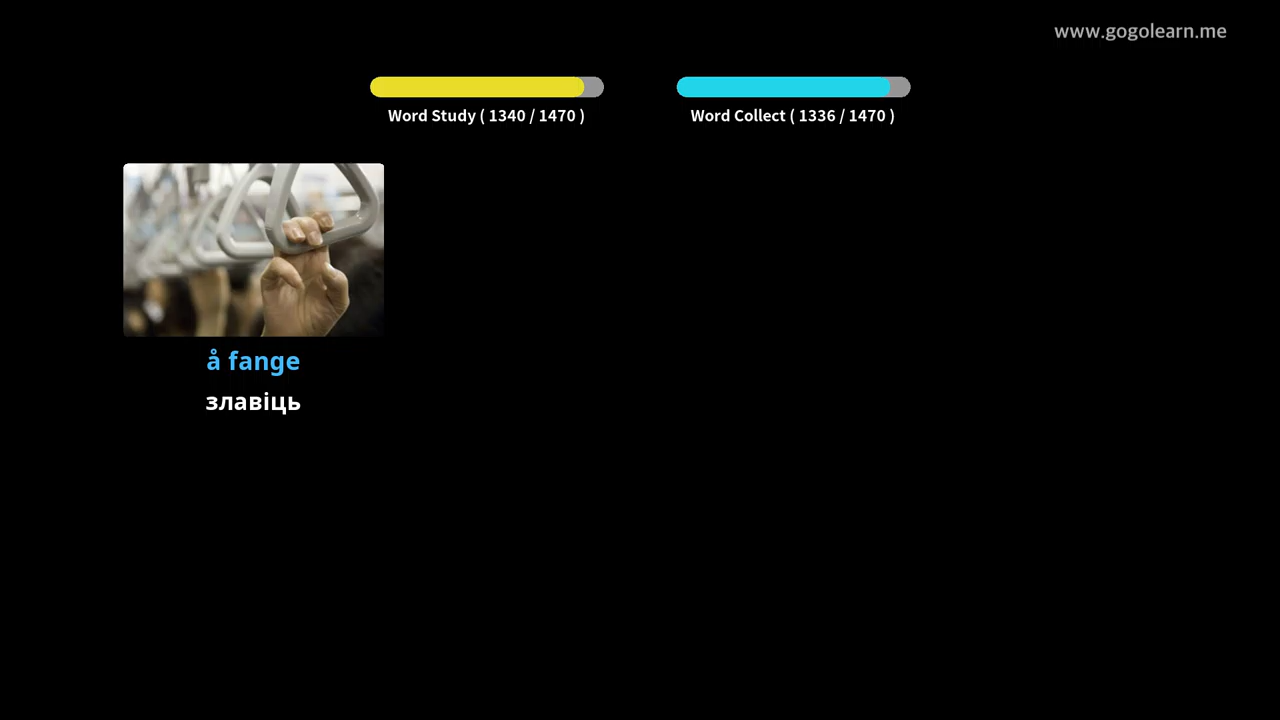 www.gogolearn.me
Word Study ( 1340 / 1470 )
Word Collect ( 1336 / 1470 )
å fange
злавіць